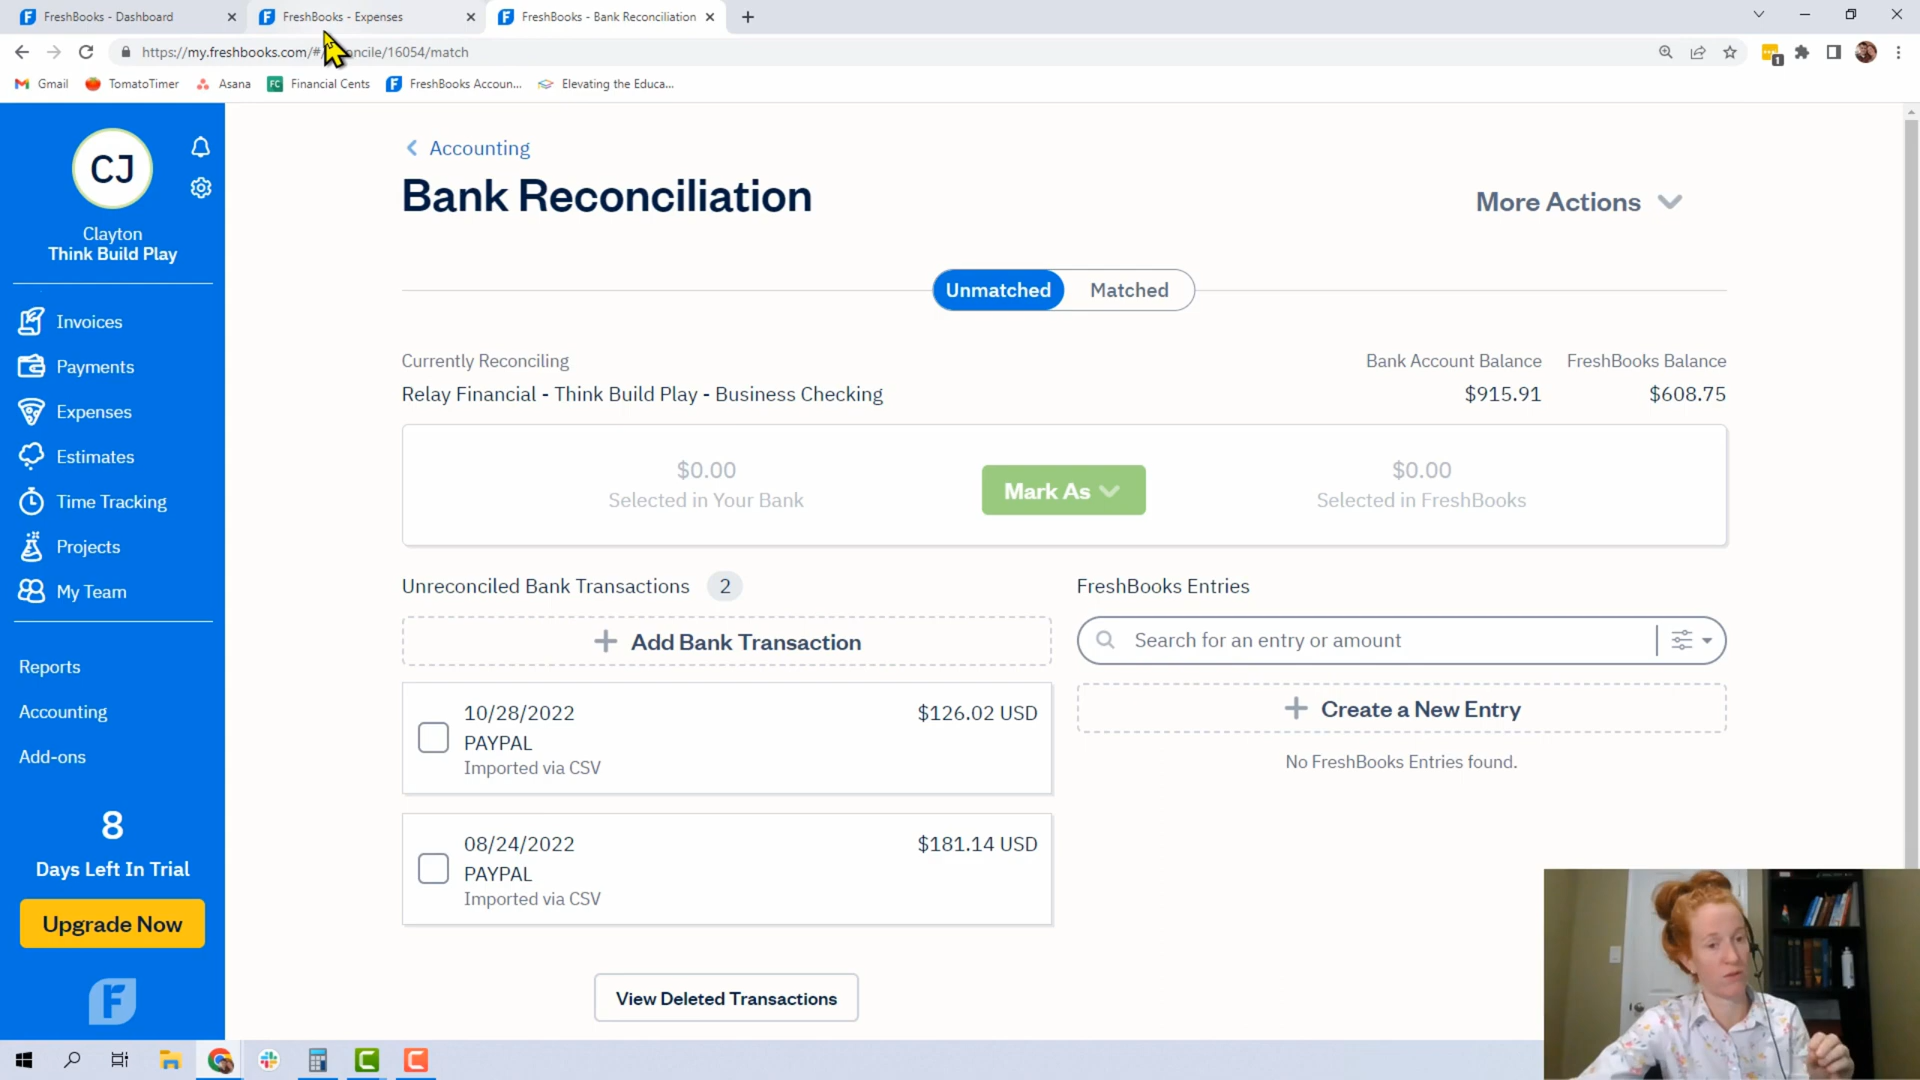 FreshBooks - Dashboard
FreshBooks - Expenses
FreshBooks - Bank Reconciliation
https://my.freshbooks.com/#/ ncile/16054/match
1
Gmail
TomatoTimer
Asana
FC Financial Cents
FreshBooks Accoun...
Elevating the Educa...
CJ
Clayton
Think Build Play
Invoices
Payments
Expenses
Estimates
Time Tracking
Projects
My Team
Reports
Accounting
Add-ons
8
Days Left In Trial
Upgrade Now
F
Accounting
Bank Reconciliation
More Actions
Unmatched
Matched
Currently Reconciling
Bank Account Balance
FreshBooks Balance
Relay Financial - Think Build Play - Business Checking
$915.91
$608.75
$0.00
Selected in Your Bank
Mark As
$0.00
Selected in FreshBooks
Unreconciled Bank Transactions 2
Add Bank Transaction
10/28/2022
$126.02 USD
PAYPAL
Imported via CSV
08/24/2022
$181.14 USD
PAYPAL
Imported via CSV
View Deleted Transactions
FreshBooks Entries
Search for an entry or amount
Create a New Entry
No FreshBooks Entries found.